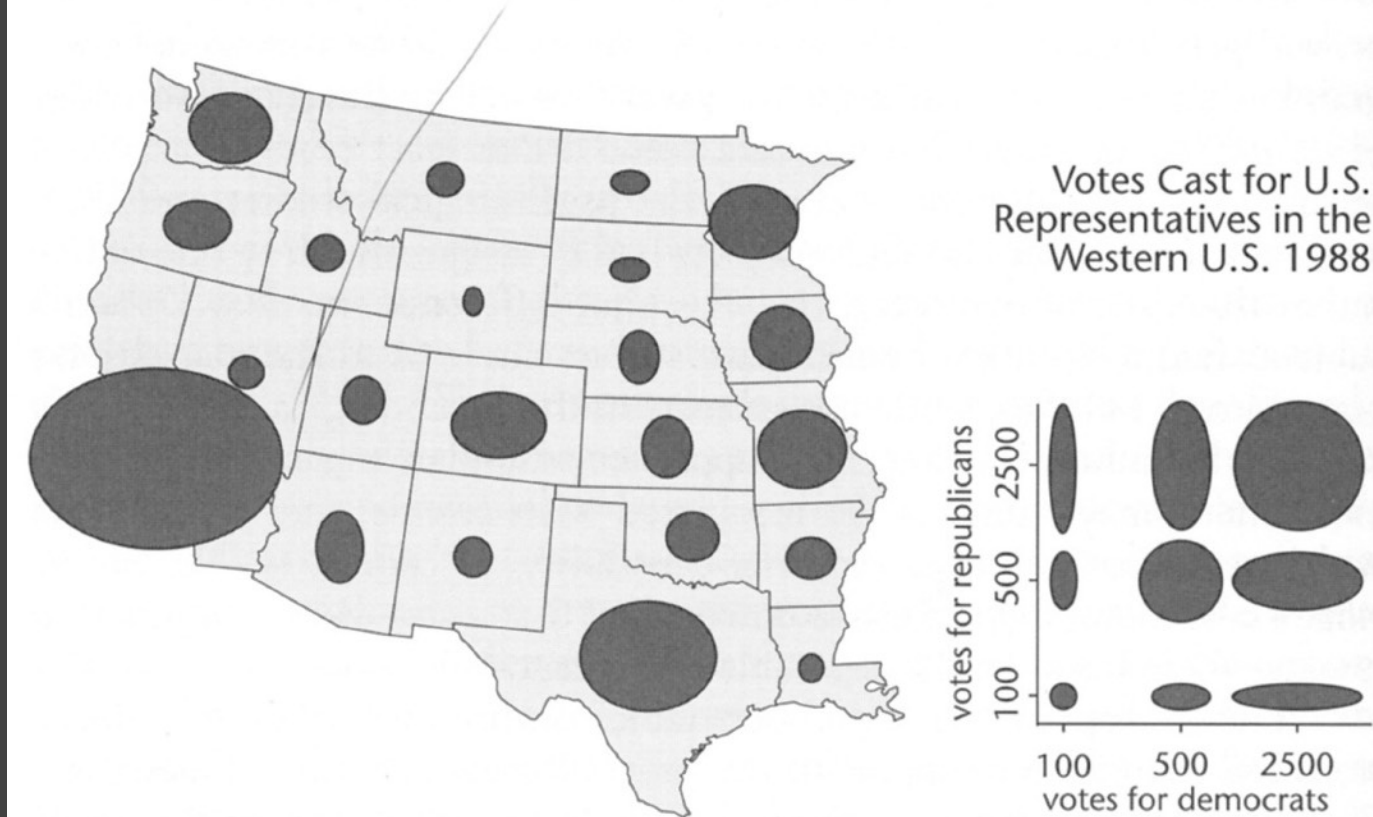 Votes Cast for U.S.
Representatives in the
Western U.S. 1988
votes for republicans
2500
500
100
100 500 2500
votes for democrats